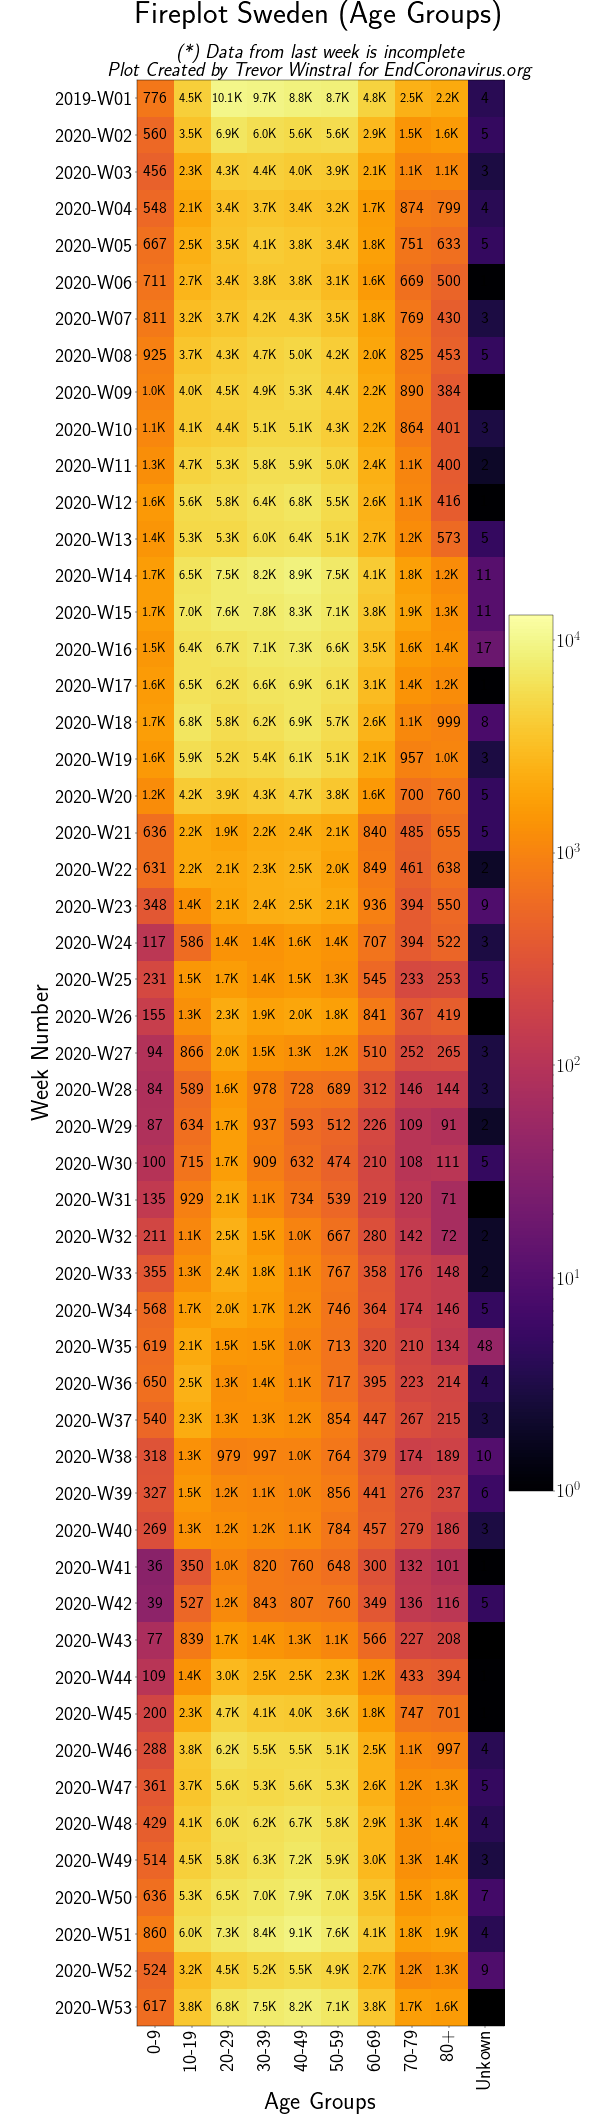 Fireplot Sweden (Age Groups)
(*) Data from last week is incomplete
Plot Created by Trevor Winstral for EndCoronavirus.org
2019-W01 776 4.5K 10.1K 9.7K 8.8K 8.7K 4.8K 2.5K 2.2K 4
2020-W02 560 3.5K 6.9K 6.0K 5.6K 5.6K 2.9K 1.5K 1.6K 5
2020-W03 456 2.3K 4.3K 4.4K 4.0K 3.9K 2.1K 1.1K 1.1K 3
2020-W04 548 2.1K 3.4K 3.7K 3.4K 3.2K 1.7K 874 799 4
2020-W05 667 2.5K 3.5K 4.1K 3.8K 3.4K 1.8K 751 633 5
2020-W06 711 2.7K 3.4K 3.8K 3.8K 3.1K 1.6K 669 500
2020-W07 811 3.2K 3.7K 4.2K 4.3K 3.5K 1.8K 769 430 3
2020-W08 925 3.7K 4.3K 4.7K 5.0K 4.2K 2.0K 825 453 5
2020-W09 1.0K 4.0K 4.5K 4.9K 5.3K 4.4K 2.2K 890 384
2020-W10 1.1K 4.1K 4.4K 5.1K 5.1K 4.3K 2.2K 864 401 3
2020-W11 1.3K 4.7K 5.3K 5.8K 5.9K 5.0K 2.4K 1.1K 400 2
2020-W12 1.6K 5.6K 5.8K 6.4K 6.8K 5.5K 2.6K 1.1K 416
2020-W13 1.4K 5.3K 5.3K 6.0K 6.4K 5.1K 2.7K 1.2K 573 5
2020-W14 1.7K 6.5K 7.5K 8.2K 8.9K 7.5K 4.1K 1.8K 1.2K 11
2020-W15 1.7K 7.0K 7.6K 7.8K 8.3K 7.1K 3.8K 1.9K 1.3K 11
2020-W16 1.5K 6.4K 6.7K 7.1K 7.3K 6.6K 3.5K 1.6K 1.4K 17
2020-W17 1.6K 6.5K 6.2K 6.6K 6.9K 6.1K 3.1K 1.4K 1.2K
2020-W18 1.7K 6.8K 5.8K 6.2K 6.9K 5.7K 2.6K 1.1K 999 8
2020-W19 1.6K 5.9K 5.2K 5.4K 6.1K 5.1K 2.1K 957 1.0K 3
2020-W20 1.2K 4.2K 3.9K 4.3K 4.7K 3.8K 1.6K 700 760 5
2020-W21 636 2.2K 1.9K 2.2K 2.4K 2.1K 840 485 655 5
2020-W22 631 2.2K 2.1K 2.3K 2.5K 2.0K 849 461 638 2
2020-W23 348 1.4K 2.1K 2.4K 2.5K 2.1K 936 394 550 9
2020-W24 117 586 1.4K 1.4K 1.6K 1.4K 707 394 522 3
2020-W25 231 1.5K 1.7K 1.4K 1.5K 1.3K 545 233 253 5
2020-W26 155 1.3K 2.3K 1.9K 2.0K 1.8K 841 367 419
2020-W27 94 866 2.0K 1.5K 1.3K 1.2K 510 252 265 3
2020-W28 84 589 1.6K 978 728 689 312 146 144 3
2020-W29 87 634 1.7K 937 593 512 226 109 91 2
2020-W30 100 715 1.7K 909 632 474 210 108 111 5
2020-W31 135 929 2.1K 1.1K 734 539 219 120 71
2020-W32 211 1.1K 2.5K 1.5K 1.0K 667 280 142 72 2
2020-W33 355 1.3K 2.4K 1.8K 1.1K 767 358 176 148 2
2020-W34 568 1.7K 2.0K 1.7K 1.2K 746 364 174 146 5
2020-W35 619 2.1K 1.5K 1.5K 1.0K 713 320 210 134 48
2020-W36 650 2.5K 1.3K 1.4K 1.1K 717 395 223 214 4
2020-W37 540 2.3K 1.3K 1.3K 1.2K 854 447 267 215 3
2020-W38 318 1.3K 979 997 1.0K 764 379 174 189 10
2020-W39 327 1.5K 1.2K 1.1K 1.0K 856 441 276 237 6
2020-W40 269 1.3K 1.2K 1.2K 1.1K 784 457 279 186 3
2020-W41 36 350 1.0K 820 760 648 300 132 101
2020-W42 39 527 1.2K 843 807 760 349 136 116 5
2020-W43 77 839 1.7K 1.4K 1.3K 1.1K 566 227 208
2020-W44 109 1.4K 3.0K 2.5K 2.5K 2.3K 1.2K 433 394
2020-W45 200 2.3K 4.7K 4.1K 4.0K 3.6K 1.8K 747 701
2020-W46 288 3.8K 6.2K 5.5K 5.5K 5.1K 2.5K 1.1K 997 4
2020-W47 361 3.7K 5.6K 5.3K 5.6K 5.3K 2.6K 1.2K 1.3K 5
2020-W48 429 4.1K 6.0K 6.2K 6.7K 5.8K 2.9K 1.3K 1.4K 4
2020-W49 514 4.5K 5.8K 6.3K 7.2K 5.9K 3.0K 1.3K 1.4K 3
2020-W50 636 5.3K 6.5K 7.0K 7.9K 7.0K 3.5K 1.5K 1.8K 7
2020-W51 860 6.0K 7.3K 8.4K 9.1K 7.6K 4.1K 1.8K 1.9K 4
2020-W52 524 3.2K 4.5K 5.2K 5.5K 4.9K 2.7K 1.2K 1.3K 9
2020-W53 617 3.8K 6.8K 7.5K 8.2K 7.1K 3.8K 1.7K 1.6K
0-9 10-19 20-29 30-39 40-49 50-59 60-69 70-79 80+ Unkown
Age Groups
Week Number
10⁴
10³
10²
10¹
10⁰